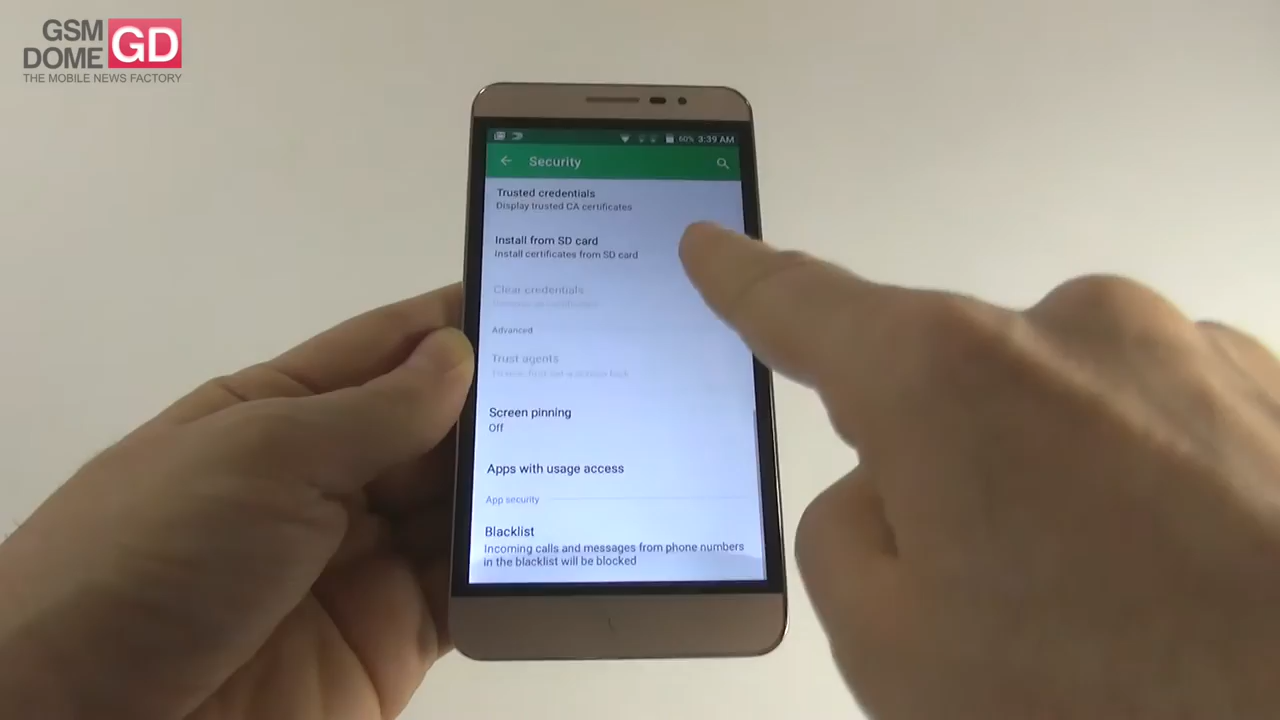 GSM
DOME
GD
THE MOBILE NEWS FACTORY
60% 3:39 AM
Security
Trusted credentials
Display trusted CA certificates
Install from SD card
Install certificates from SD card
Clear credentials
Advanced
Trust agents
Screen pinning
Off
Apps with usage access
App security
Blacklist
Incoming calls and messages from phone numbers
in the blacklist will be blocked